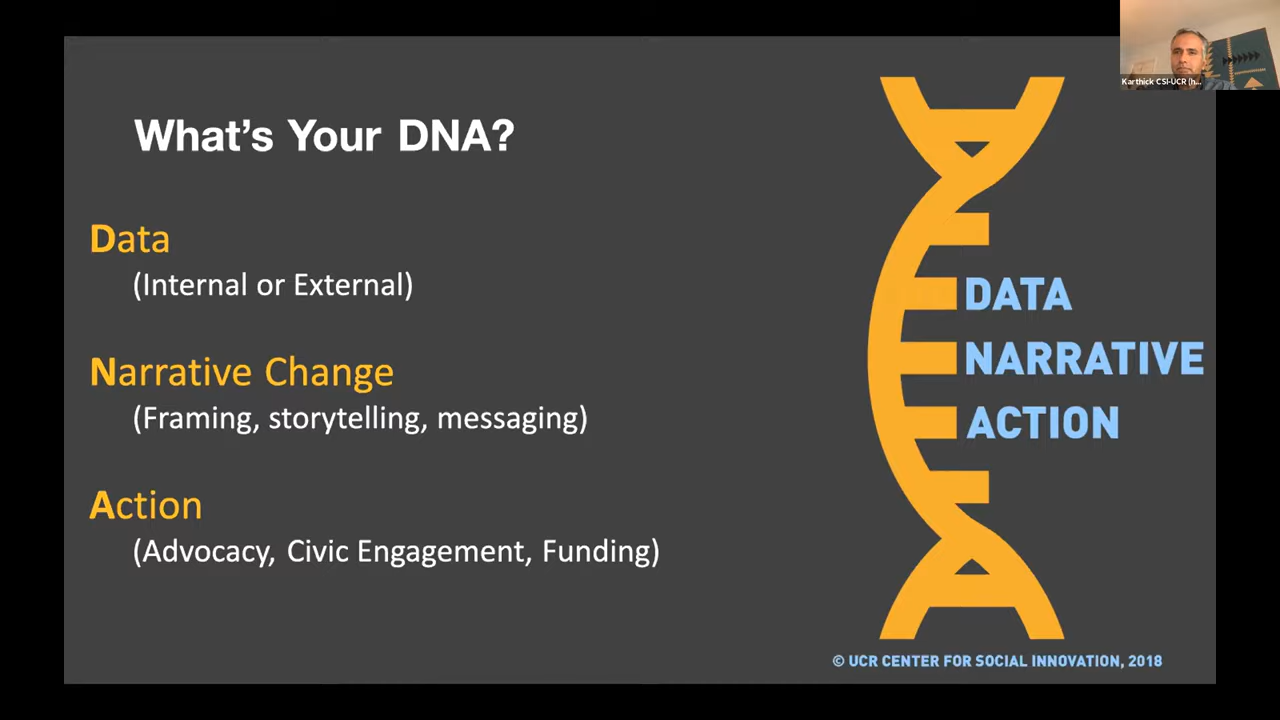 What's Your DNA?
Data
(Internal or External)
Narrative Change
(Framing, storytelling, messaging)
Action
(Advocacy, Civic Engagement, Funding)
DATA
NARRATIVE
ACTION
© UCR CENTER FOR SOCIAL INNOVATION, 2018
Karthick CSI-UCR (h...